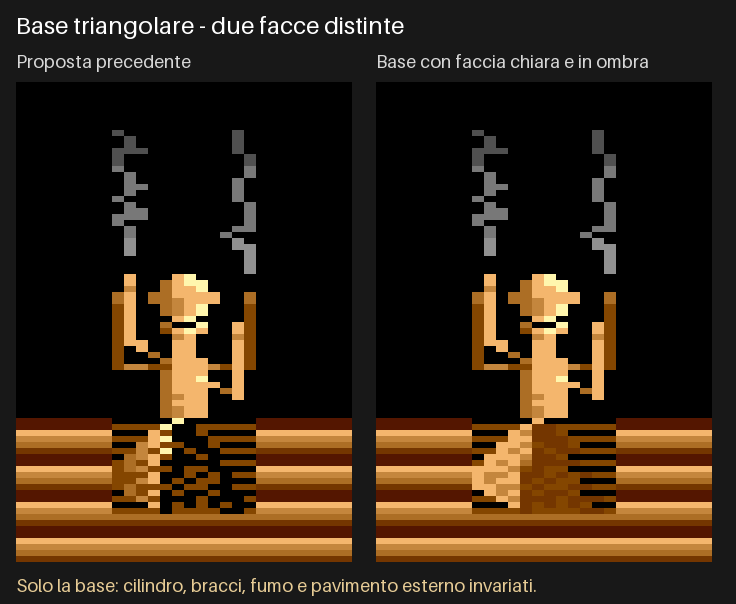 Base triangolare - due facce distinte
Proposta precedente
Base con faccia chiara e in ombra
Solo la base: cilindro, bracci, fumo e pavimento esterno invariati.